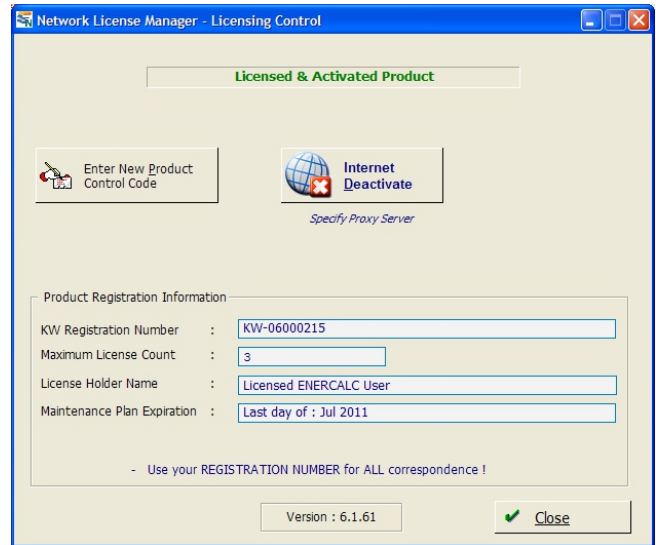 Network License Manager - Licensing Control
Licensed & Activated Product
Enter New Product
Control Code
Internet
Deactivate
Specify Proxy Server
Product Registration Information
KW Registration Number : KW-06000215
Maximum License Count : 3
License Holder Name : Licensed ENERCALC User
Maintenance Plan Expiration : Last day of : Jul 2011
- Use your REGISTRATION NUMBER for ALL correspondence !
Version : 6.1.61
Close